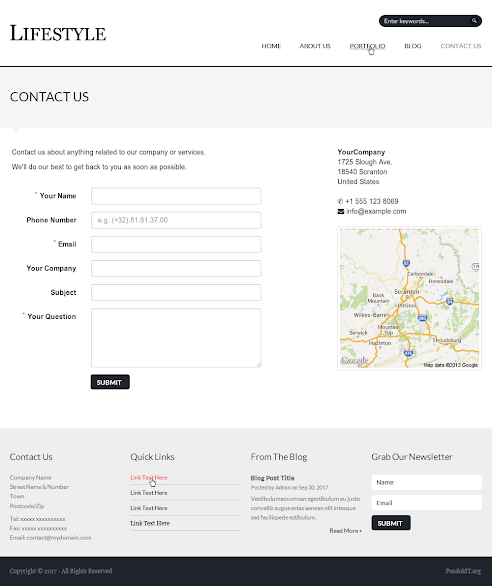 LIFESTYLE
Enter keywords...
HOME ABOUT US PORTFOLIO BLOG CONTACT US
CONTACT US
Contact us about anything related to our company or services.
We'll do our best to get back to you as soon as possible.
* Your Name
Phone Number e.g. (+32).81.81.37.00
* Email
Your Company
Subject
* Your Question
SUBMIT
YourCompany
1725 Slough Ave.
18540 Scranton
United States
✆ +1 555 123 8069
✉ info@example.com
Carbondale
Honesdale
Scranton
Back
Mountain
Pittston
Wilkes-Barre
Mountain
Top
Berwick
Stroudsburg
Hazleton
Google
Map data ©2013 Google
Contact Us
Company Name
Street Name & Number
Town
Postcode/Zip
Tel: xxxxx xxxxxxxxxx
Fax: xxxxx xxxxxxxxxx
Email: contact@mydomain.com
Quick Links
Link Text Here
Link Text Here
Link Text Here
Link Text Here
From The Blog
Blog Post Title
Posted by Admin on Sep 30, 2017
Vestibulumaccumsan egestibulum eu justo
convallis augue estas aenean elit intesque
sed facilispede estibulum.
Read More »
Grab Our Newsletter
Name
Email
SUBMIT
Copyright © 2017 - All Rights Reserved
PondokIT.org